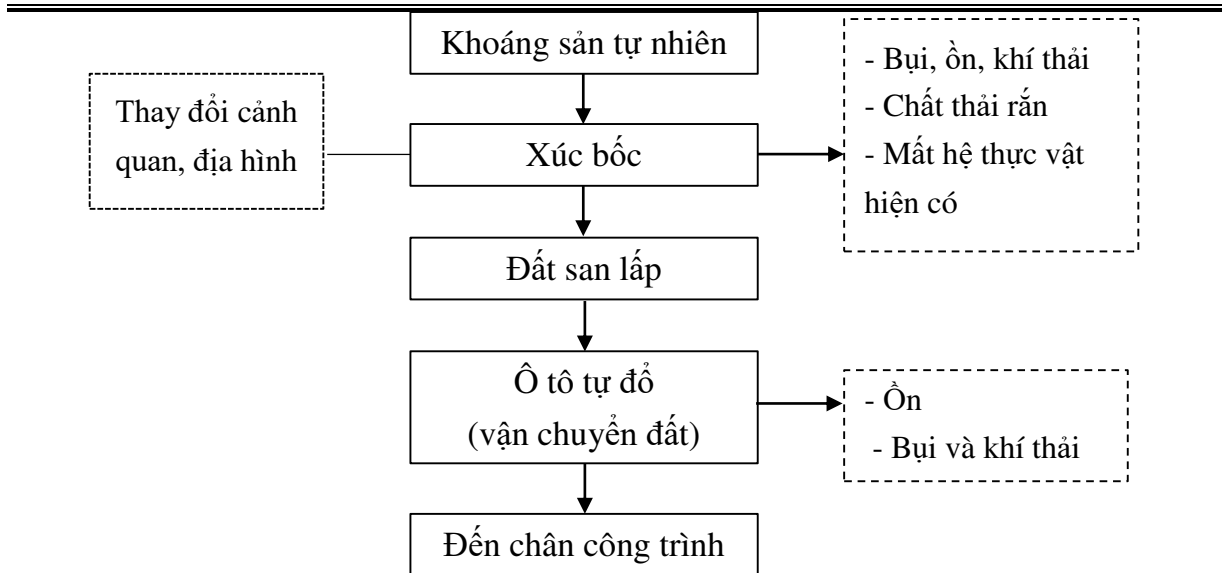 Khoáng sản tự nhiên
Thay đổi cảnh
quan, địa hình
Xúc bốc
- Bụi, ồn, khí thải
- Chất thải rắn
- Mất hệ thực vật
hiện có
Đất san lấp
Ô tô tự đổ
(vận chuyển đất)
- Ồn
- Bụi và khí thải
Đến chân công trình